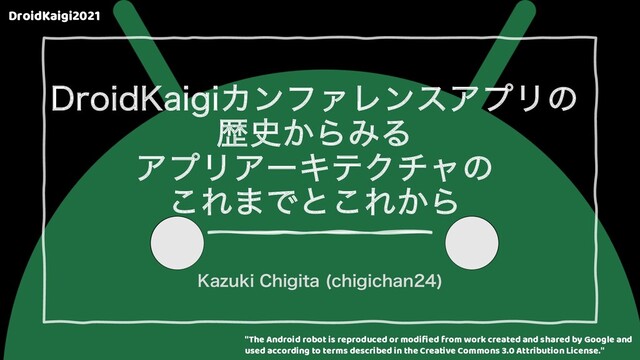 DroidKaigi2021
DroidKaigiカンファレンスアプリの
歴史からみる
アプリアーキテクチャの
これまでとこれから
Kazuki Chigita (chigichan24)
"The Android robot is reproduced or modified from work created and shared by Google and
used according to terms described in the Creative Commons 3.0 Attribution License."